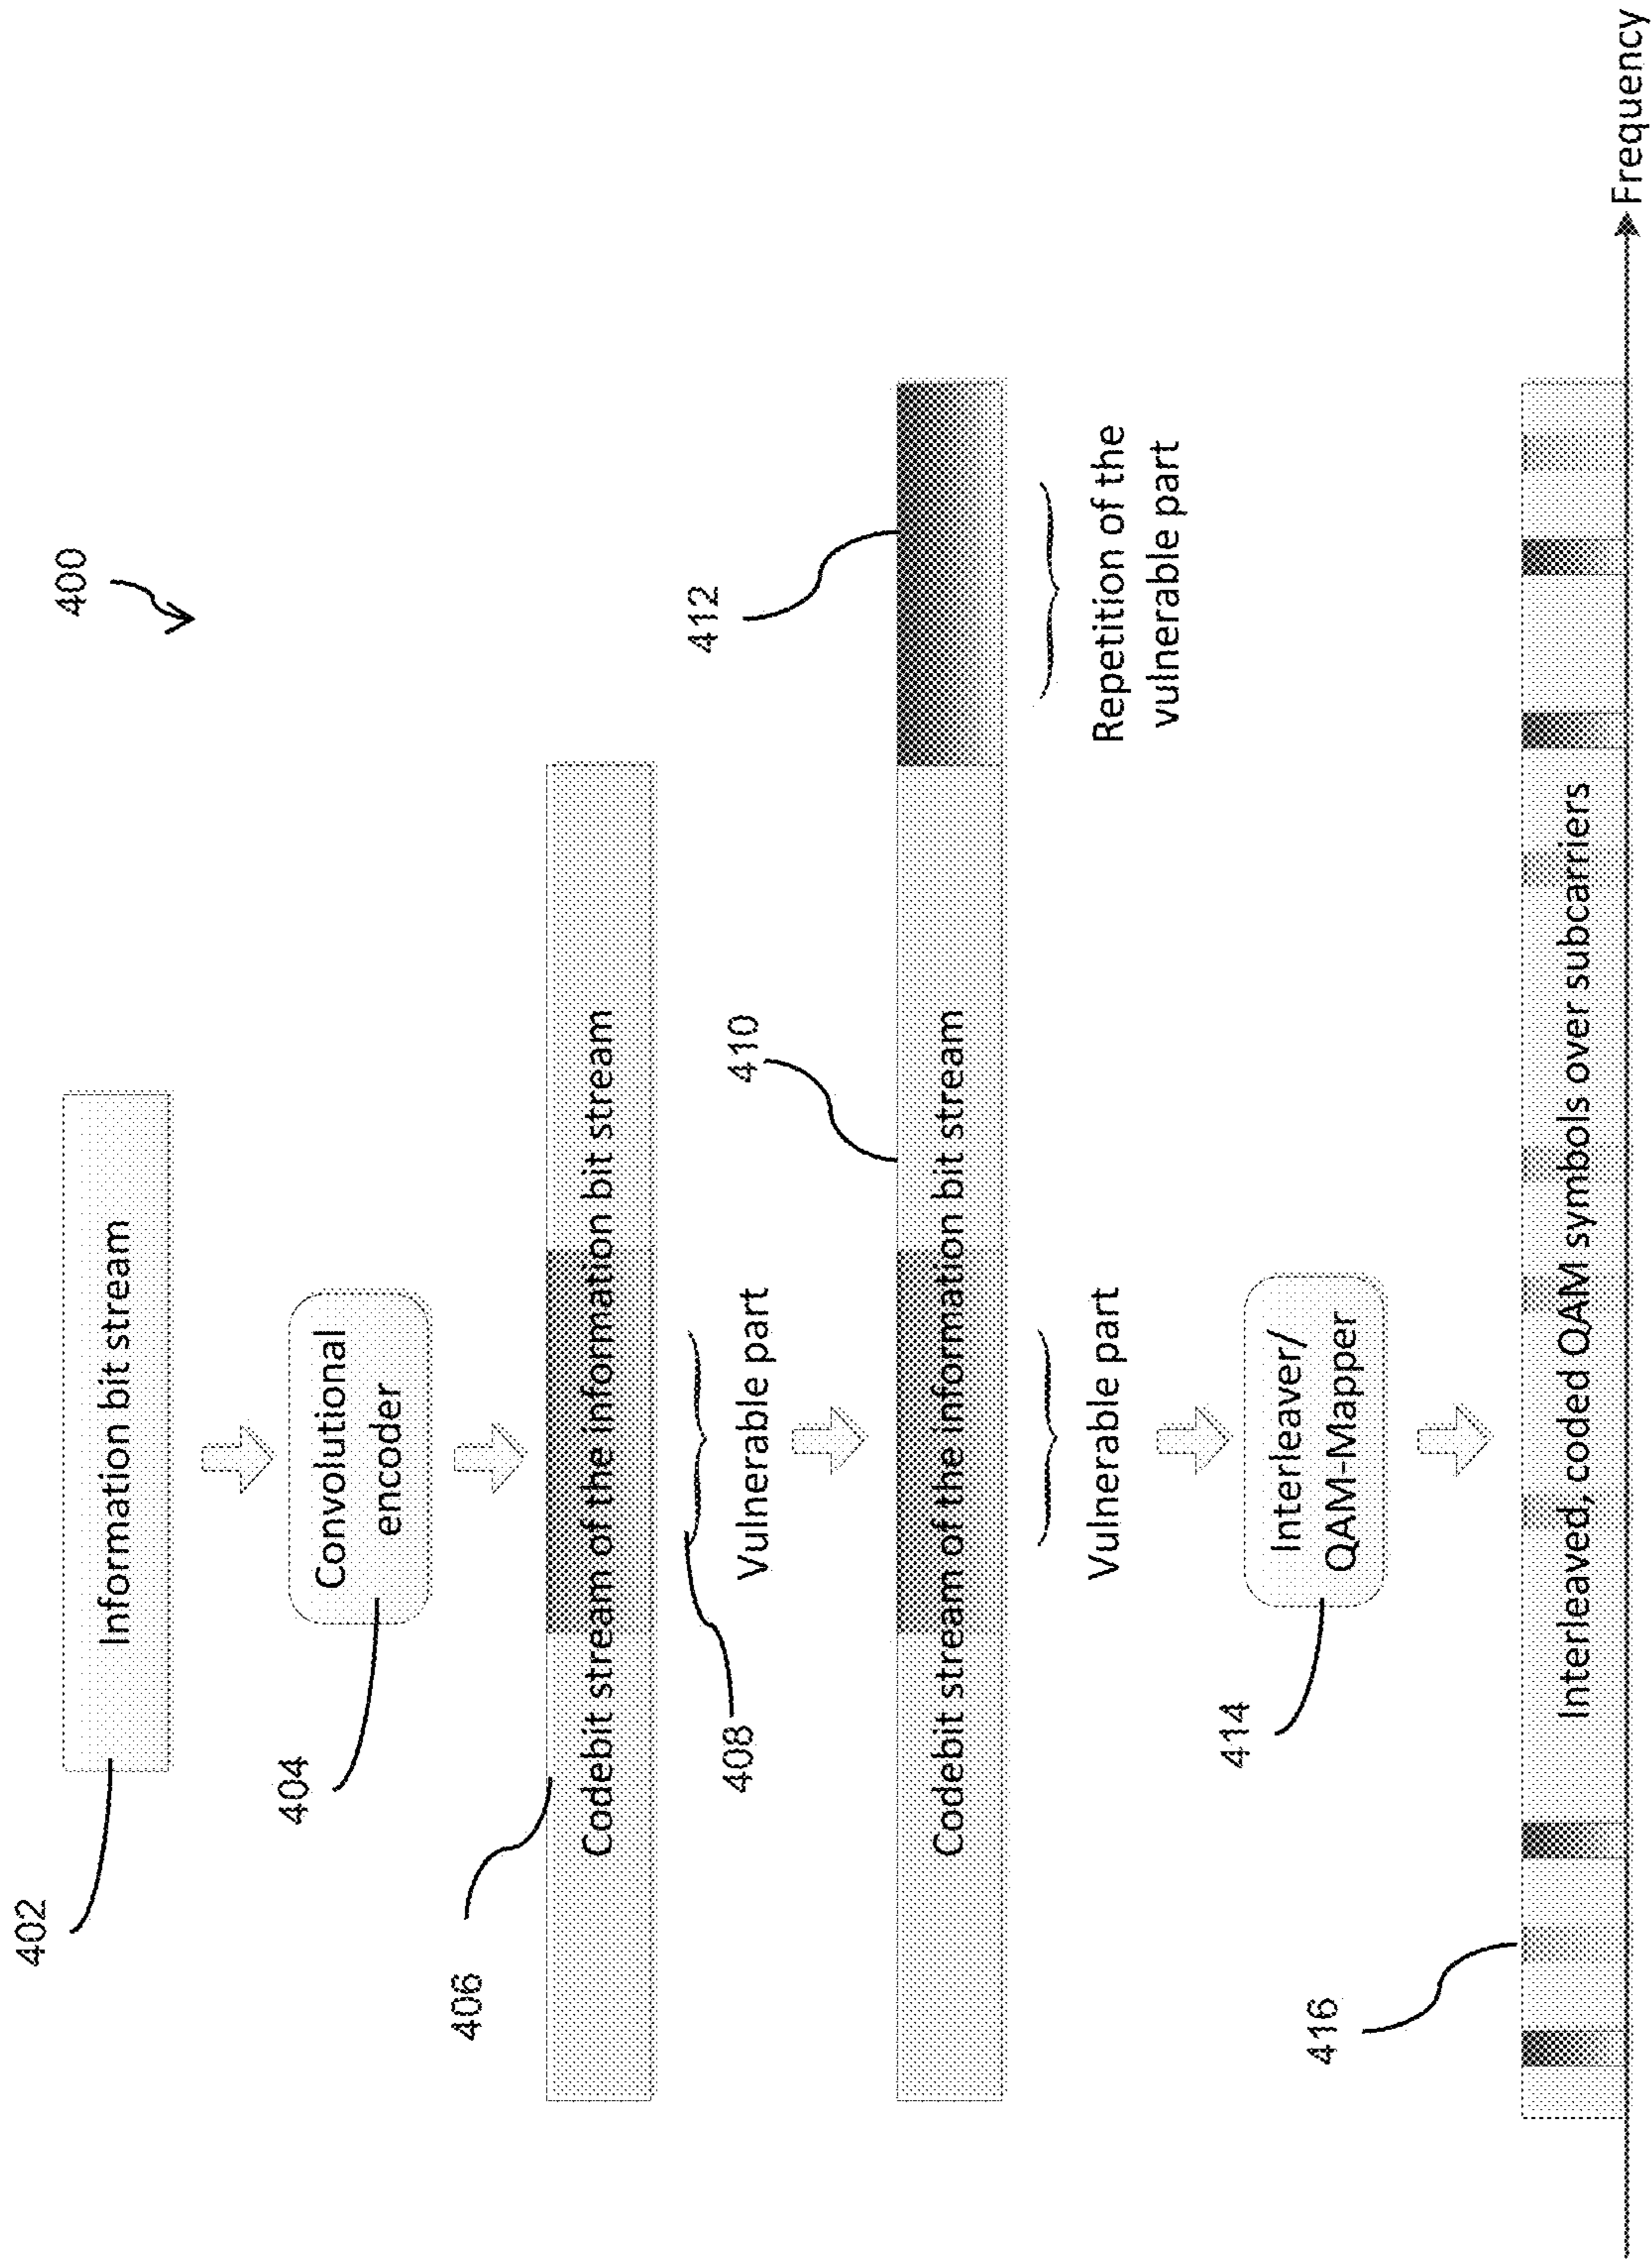 400
402
Information bit stream
404
Convolutional
encoder
406
Codebit stream of the information bit stream
408
Vulnerable part
410
412
Codebit stream of the information bit stream
Vulnerable part
Repetition of the
vulnerable part
414
Interleaver/
QAM-Mapper
416
Interleaved, coded QAM symbols over subcarriers
Frequency